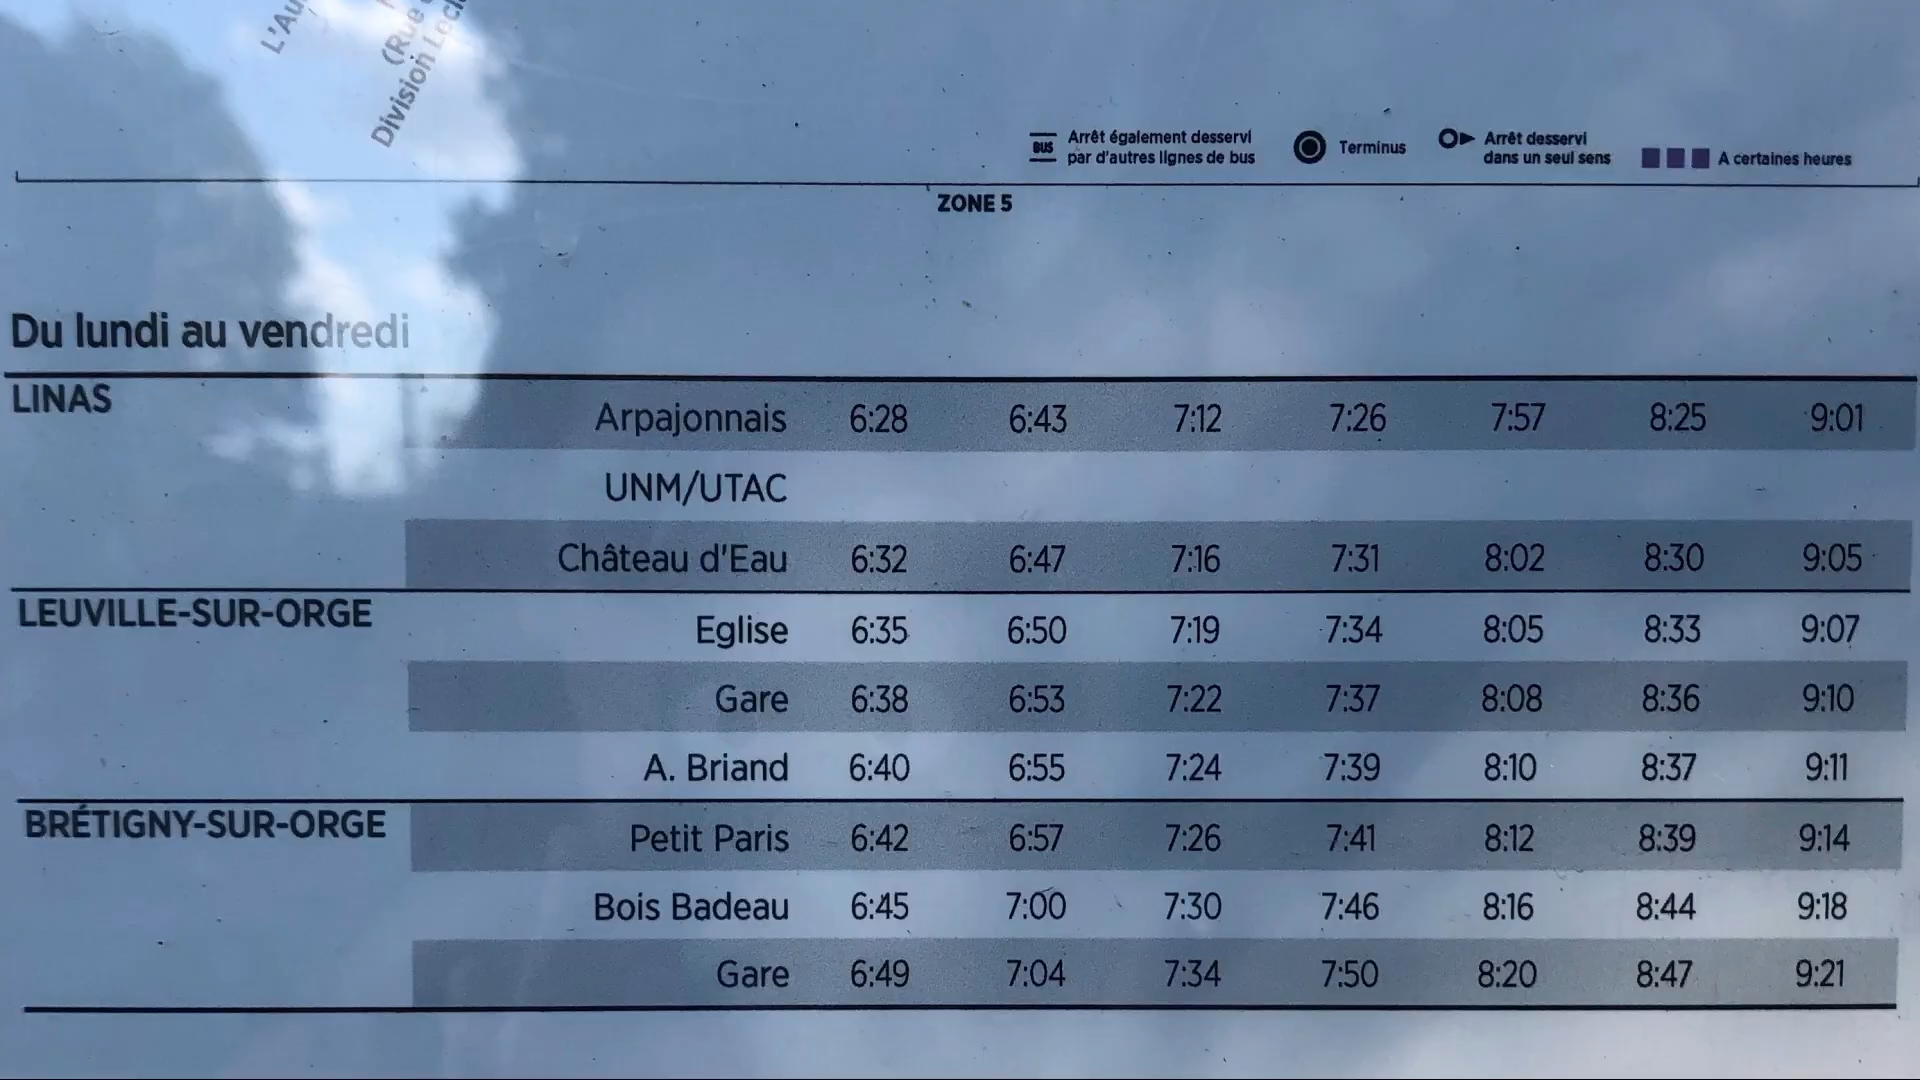 L'Au
(Rue
Division Lecl
BUS
Arrêt également desservi
par d'autres lignes de bus
Terminus
Arrêt desservi
dans un seul sens
A certaines heures
ZONE 5
Du lundi au vendredi
LINAS
Arpajonnais 6:28 6:43 7:12 7:26 7:57 8:25 9:01
UNM/UTAC
Château d'Eau 6:32 6:47 7:16 7:31 8:02 8:30 9:05
LEUVILLE-SUR-ORGE
Eglise 6:35 6:50 7:19 7:34 8:05 8:33 9:07
Gare 6:38 6:53 7:22 7:37 8:08 8:36 9:10
A. Briand 6:40 6:55 7:24 7:39 8:10 8:37 9:11
BRÉTIGNY-SUR-ORGE
Petit Paris 6:42 6:57 7:26 7:41 8:12 8:39 9:14
Bois Badeau 6:45 7:00 7:30 7:46 8:16 8:44 9:18
Gare 6:49 7:04 7:34 7:50 8:20 8:47 9:21